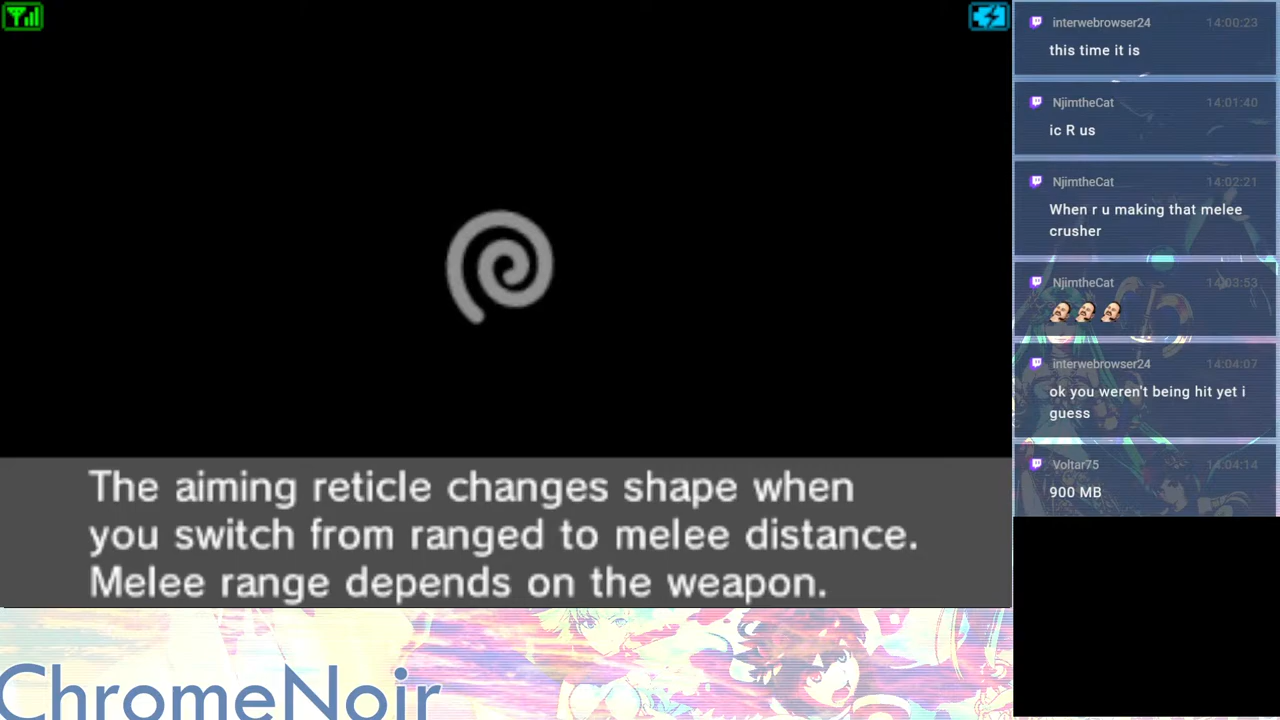 The aiming reticle changes shape when
you switch from ranged to melee distance.
Melee range depends on the weapon.
ChromeNoir
interwebrowser24 14:00:23
this time it is
NjimtheCat 14:01:40
ic R us
NjimtheCat 14:02:21
When r u making that melee
crusher
NjimtheCat 14:03:53
interwebrowser24 14:04:07
ok you weren't being hit yet i
guess
Voltar75 14:04:14
900 MB